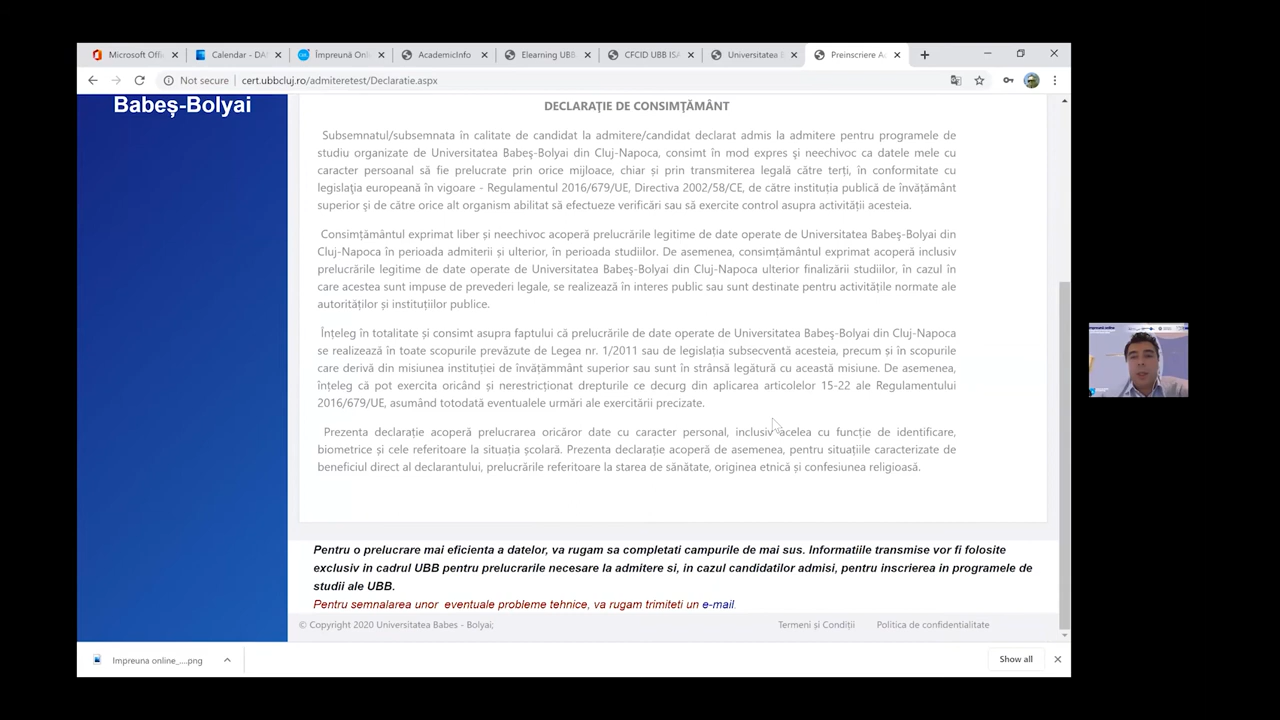 Microsoft Offi
Calendar - DAN
Împreună Onl
AcademicInfo
Elearning UBB
CFCID UBB ISA
Universitatea B
Preinscriere Ad
Not secure
cert.ubbcluj.ro/admiteretest/Declaratie.aspx
Babeș-Bolyai
DECLARAŢIE DE CONSIMŢĂMÂNT
Subsemnatul/subsemnata în calitate de candidat la admitere/candidat declarat admis la admitere pentru programele de
studiu organizate de Universitatea Babeş-Bolyai din Cluj-Napoca, consimt în mod expres şi neechivoc ca datele mele cu
caracter persoanal să fie prelucrate prin orice mijloace, chiar și prin transmiterea legală către terți, in conformitate cu
legislaţia europeană în vigoare - Regulamentul 2016/679/UE, Directiva 2002/58/CE, de către instituția publică de învățământ
superior şi de către orice alt organism abilitat să efectueze verificări sau să exercite control asupra activității acesteia.
Consimțământul exprimat liber și neechivoc acoperă prelucrările legitime de date operate de Universitatea Babeş-Bolyai din
Cluj-Napoca în perioada admiterii și ulterior, în perioada studiilor. De asemenea, consimțământul exprimat acoperă inclusiv
prelucrările legitime de date operate de Universitatea Babeş-Bolyai din Cluj-Napoca ulterior finalizării studiilor, în cazul în
care acestea sunt impuse de prevederi legale, se realizează în interes public sau sunt destinate pentru activitățile normate ale
autorităților și instituțiilor publice.
Înțeleg în totalitate și consimt asupra faptului că prelucrările de date operate de Universitatea Babeş-Bolyai din Cluj-Napoca
se realizează în toate scopurile prevăzute de Legea nr. 1/2011 sau de legislația subsecventă acesteia, precum și în scopurile
care derivă din misiunea instituției de învățământ superior sau sunt în strânsă legătură cu această misiune. De asemenea,
înțeleg că pot exercita oricând și nerestricționat drepturile ce decurg din aplicarea articolelor 15-22 ale Regulamentului
2016/679/UE, asumând totodată eventualele urmări ale exercitării precizate.
Prezenta declarație acoperă prelucrarea oricăror date cu caracter personal, inclusiv acelea cu funcție de identificare,
biometrice și cele referitoare la situația școlară. Prezenta declarație acoperă de asemenea, pentru situațiile caracterizate de
beneficiul direct al declarantului, prelucrările referitoare la starea de sănătate, originea etnică și confesiunea religioasă.
Pentru o prelucrare mai eficienta a datelor, va rugam sa completati campurile de mai sus. Informatiile transmise vor fi folosite
exclusiv in cadrul UBB pentru prelucrarile necesare la admitere si, in cazul candidatilor admisi, pentru inscrierea in programele de
studii ale UBB.
Pentru semnalarea unor eventuale probleme tehnice, va rugam trimiteti un e-mail.
© Copyright 2020 Universitatea Babes - Bolyai;
Termeni și Condiții
Politica de confidentialitate
Impreuna online_....png
Show all